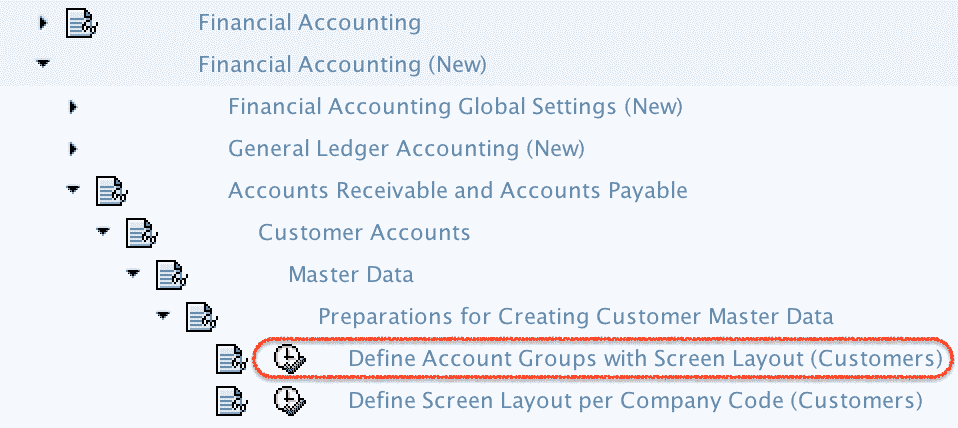 Financial Accounting
Financial Accounting (New)
Financial Accounting Global Settings (New)
General Ledger Accounting (New)
Accounts Receivable and Accounts Payable
Customer Accounts
Master Data
Preparations for Creating Customer Master Data
Define Account Groups with Screen Layout (Customers)
Define Screen Layout per Company Code (Customers)